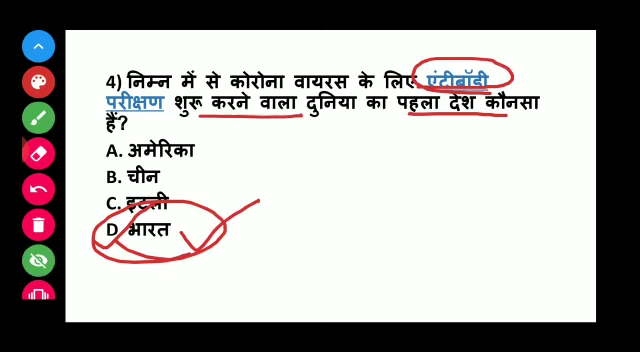 4) निम्न में से कोरोना वायरस के लिए एंटीबॉडी
परीक्षण शुरू करने वाला दुनिया का पहला देश कौनसा
हैं?
A. अमेरिका
B. चीन
C. इटली
D. भारत